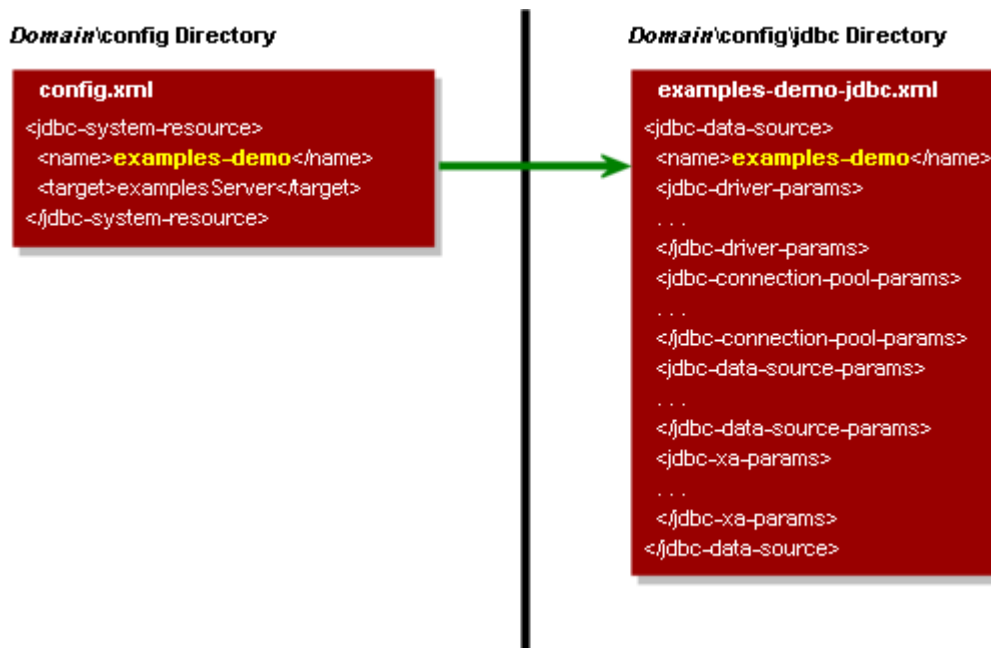 Domain\config Directory
config.xml
<jdbc-system-resource>
<name>examples-demo</name>
<target>examplesServer</target>
</jdbc-system-resource>
Domain\config\jdbc Directory
examples-demo-jdbc.xml
<jdbc-data-source>
<name>examples-demo</name>
<jdbc-driver-params>
. . .
</jdbc-driver-params>
<jdbc-connection-pool-params>
. . .
</jdbc-connection-pool-params>
<jdbc-data-source-params>
. . .
</jdbc-data-source-params>
<jdbc-xa-params>
. . .
</jdbc-xa-params>
</jdbc-data-source>